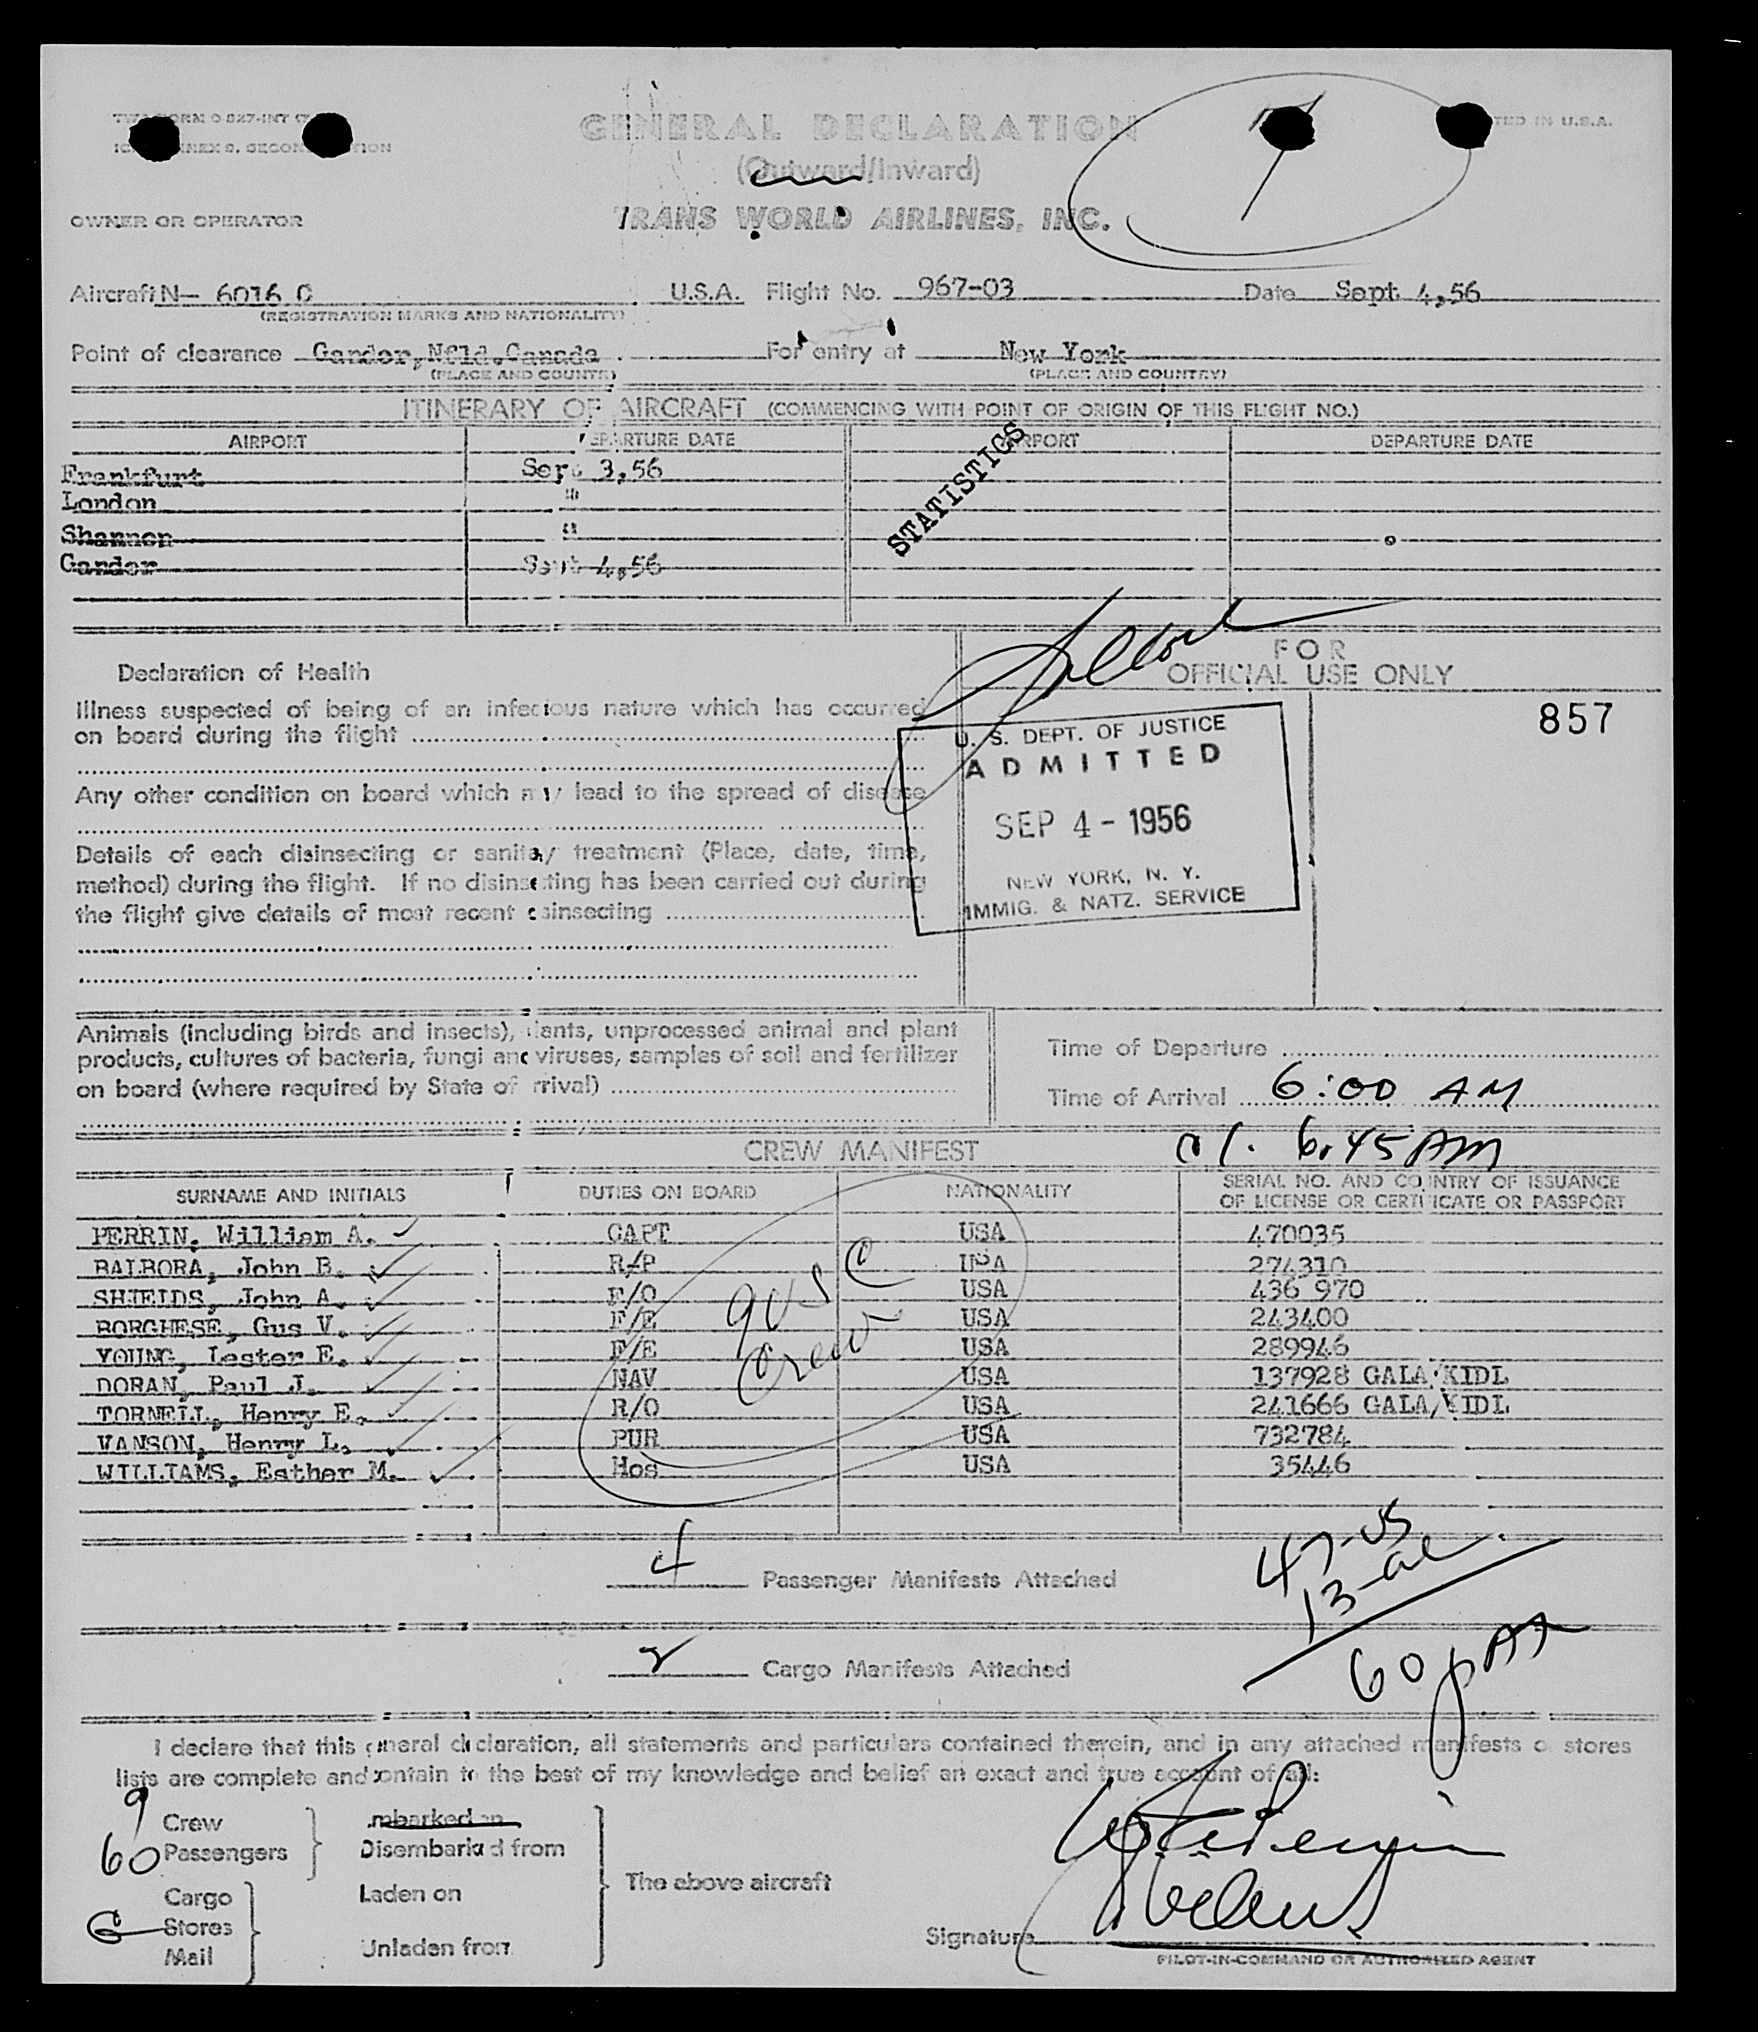 GENERAL DECLARATION
(Outward/Inward)
TED IN U.S.A.
OWNER OR OPERATOR TRANS WORLD AIRLINES, INC.
Aircraft N- 6016 C U.S.A. Flight No. 967-03 Date Sept 4,56
(REGISTRATION MARKS AND NATIONALITY)
Point of clearance Gander, Nfld. Canada For entry at New York
(PLACE AND COUNTR) (PLACE AND COUNTRY)
ITINERARY OF AIRCRAFT (COMMENCING WITH POINT OF ORIGIN OF THIS FLIGHT NO.)
AIRPORT EPARTURE DATE RPORT DEPARTURE DATE
Frankfurt Sept 3,56
London "
Shannon "
Gander Sept 4,56
STATISTICS
FOR
OFFICIAL USE ONLY
857
Declaration of Health
Illness suspected of being of an infectious nature which has occurred
on board during the flight
Any other condition on board which may lead to the spread of disease
Details of each disinsecting or sanitary treatment (Place, date, time,
method) during the flight. If no disinsecting has been carried out during
the flight give details of most recent disinsecting
U. S. DEPT. OF JUSTICE
ADMITTED
SEP 4 - 1956
NEW YORK, N. Y.
IMMIG. & NATZ. SERVICE
Animals (including birds and insects), lants, unprocessed animal and plant
products, cultures of bacteria, fungi and viruses, samples of soil and fertilizer
on board (where required by State of rrival)
Time of Departure
Time of Arrival 6:00 AM
6.45 AM
CREW MANIFEST
SURNAME AND INITIALS DUTIES ON BOARD NATIONALITY SERIAL NO. AND COUNTRY OF ISSUANCE
OF LICENSE OR CERTIFICATE OR PASSPORT
PERRIN, William A. CAPT USA 470035
BALBORA, John B. R/P USA 274310
SHIELDS, John A. F/O USA 436 970
BORGHESE, Gus V. F/E USA 243400
YOUNG, Lester E. F/E USA 289946
DORAN, Paul J. NAV USA 137928 GALA/KIDL
TORNELL, Henry E. R/O USA 241666 GALA/KIDL
VANSON, Henry L. PUR USA 732784
WILLIAMS, Esther M. Hos USA 35446
9 US C
Crew
4 Passenger Manifests Attached
47-US
13-al
60 pax
2 Cargo Manifests Attached
I declare that this general declaration, all statements and particulars contained therein, and in any attached manifests o stores
lists are complete and contain to the best of my knowledge and belief an exact and true account of all:
9 Crew
60 Passengers
mbarked on
Disembarked from
Cargo
Stores
Mail
Laden on
Unladen from
The above aircraft
Signature
PILOT-IN-COMMAND OR AUTHORIZED AGENT